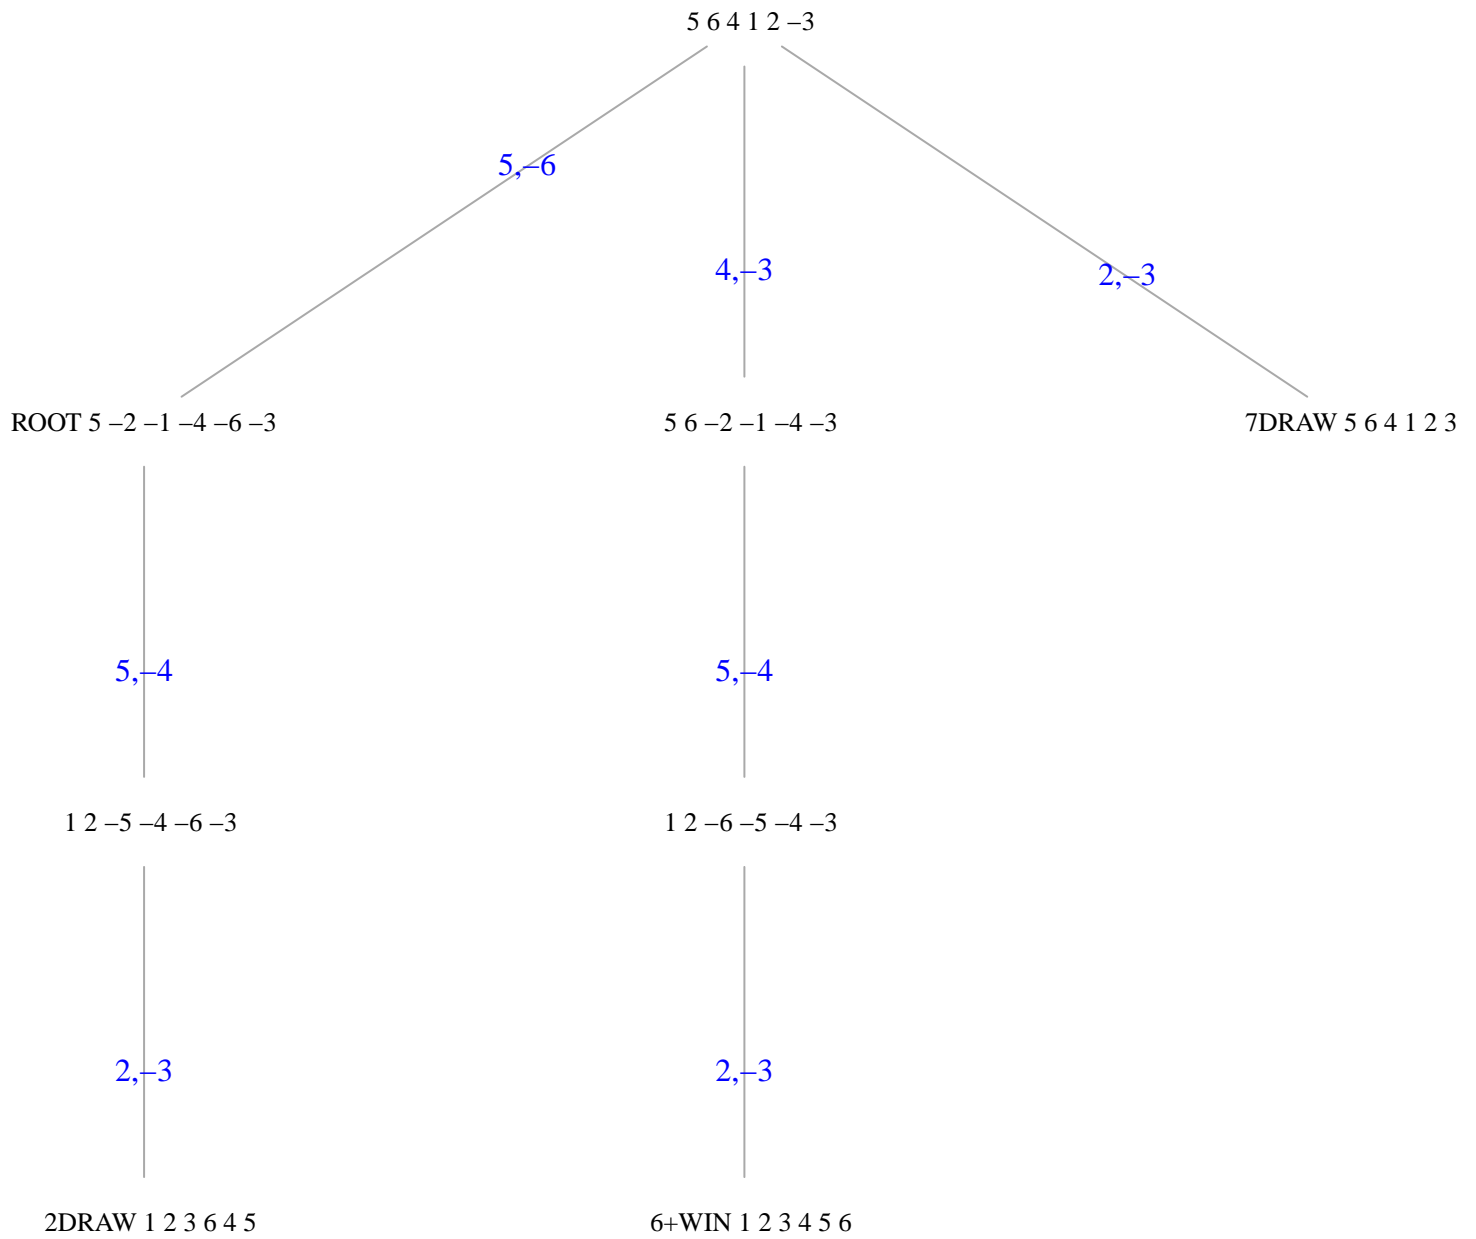 5 6 4 1 2 –3
5,–6
4,–3
2,–3
ROOT 5 –2 –1 –4 –6 –3
5 6 –2 –1 –4 –3
7DRAW 5 6 4 1 2 3
5,–4
5,–4
1 2 –5 –4 –6 –3
1 2 –6 –5 –4 –3
2,–3
2,–3
2DRAW 1 2 3 6 4 5
6+WIN 1 2 3 4 5 6